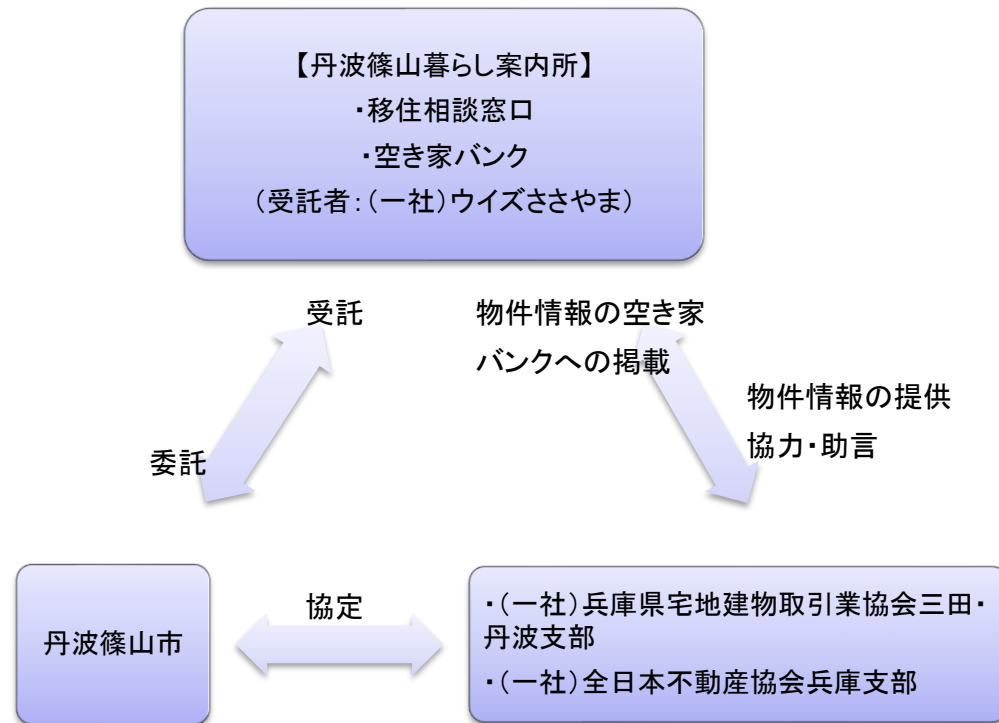 【丹波篠山暮らし案内所】
・移住相談窓口
・空き家バンク
（受託者：（一社）ウイズささやま）
受託
物件情報の空き家
バンクへの掲載
物件情報の提供
協力・助言
委託
丹波篠山市
協定
・（一社）兵庫県宅地建物取引業協会三田・
丹波支部
・（一社）全日本不動産協会兵庫支部